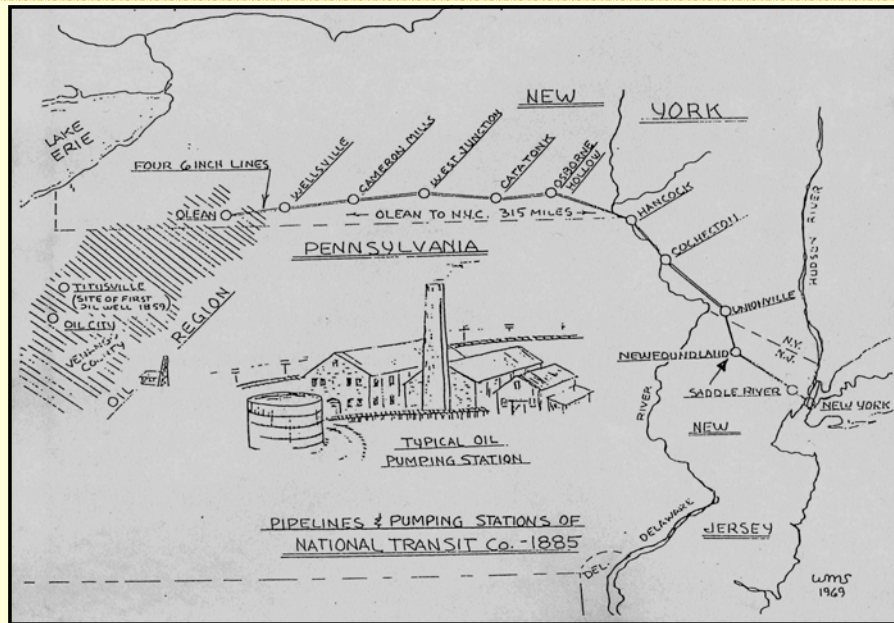 NEW
YORK
LAKE
ERIE
FOUR 6 INCH LINES
WELLSVILLE
CAMERON MILLS
WEST JUNCTION
CATATONK
OSBORNE
HOLLOW
HANCOCK
OLEAN
OLEAN TO N.Y.C. 315 MILES
PENNSYLVANIA
COCHECTON
HUDSON RIVER
TITUSVILLE
(SITE OF FIRST
OIL WELL 1859)
OIL CITY
VENANGO
COUNTY
OIL
REGION
UNIONVILLE
N.Y.
N.J.
NEWFOUNDLAND
SADDLE RIVER
NEW YORK
RIVER
NEW
TYPICAL OIL
PUMPING STATION
PIPELINES & PUMPING STATIONS OF
NATIONAL TRANSIT Co. - 1885
DELAWARE
JERSEY
DEL.
WMS
1969